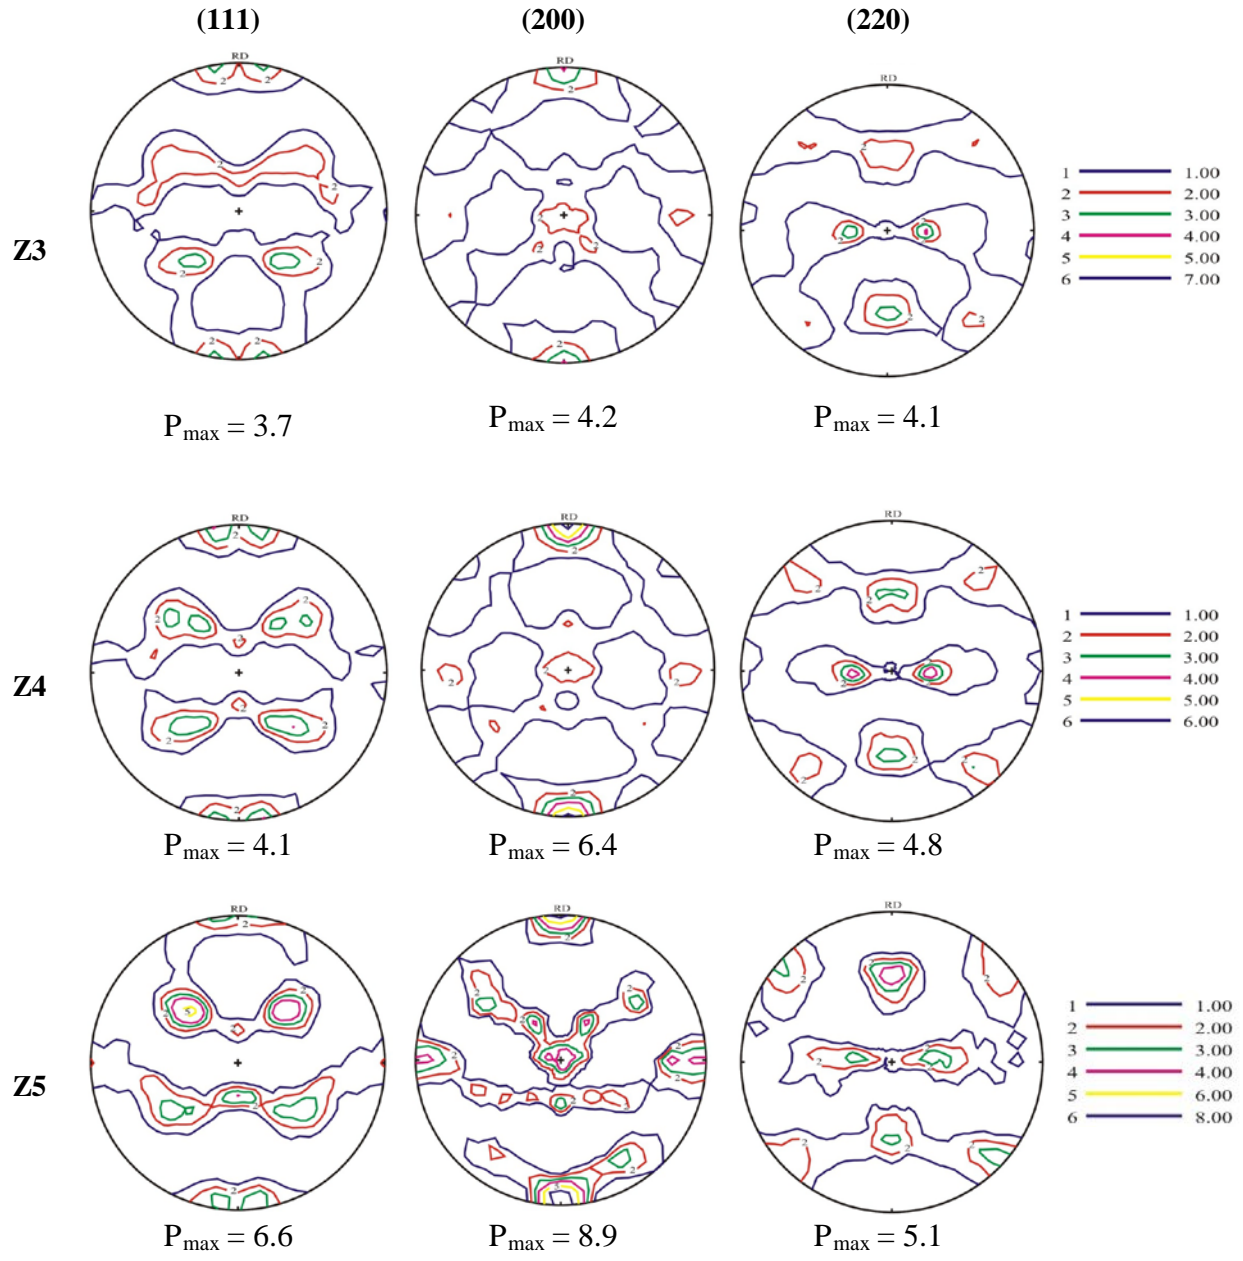 (111) (200) (220)
RD RD RD
Z3
1 1.00
2 2.00
3 3.00
4 4.00
5 5.00
6 7.00
Pmax = 3.7 Pmax = 4.2 Pmax = 4.1
RD RD RD
Z4
1 1.00
2 2.00
3 3.00
4 4.00
5 5.00
6 6.00
Pmax = 4.1 Pmax = 6.4 Pmax = 4.8
RD RD RD
Z5
1 1.00
2 2.00
3 3.00
4 4.00
5 6.00
6 8.00
Pmax = 6.6 Pmax = 8.9 Pmax = 5.1